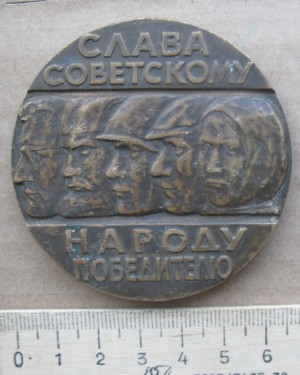 СЛАВА
СОВЕТСКОМУ
НАРОДУ
ПОБЕДИТЕЛЮ
0 1 2 3 4 5 6